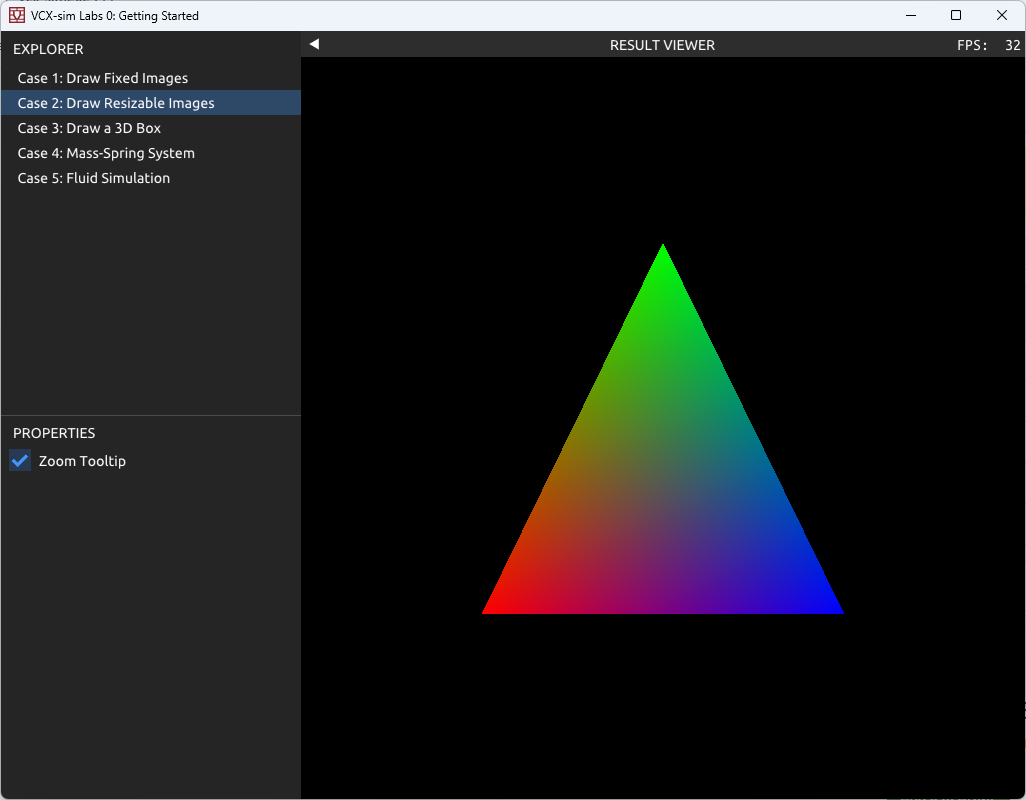 VCX-sim Labs 0: Getting Started
EXPLORER
Case 1: Draw Fixed Images
Case 2: Draw Resizable Images
Case 3: Draw a 3D Box
Case 4: Mass-Spring System
Case 5: Fluid Simulation
PROPERTIES
Zoom Tooltip
RESULT VIEWER
FPS: 32